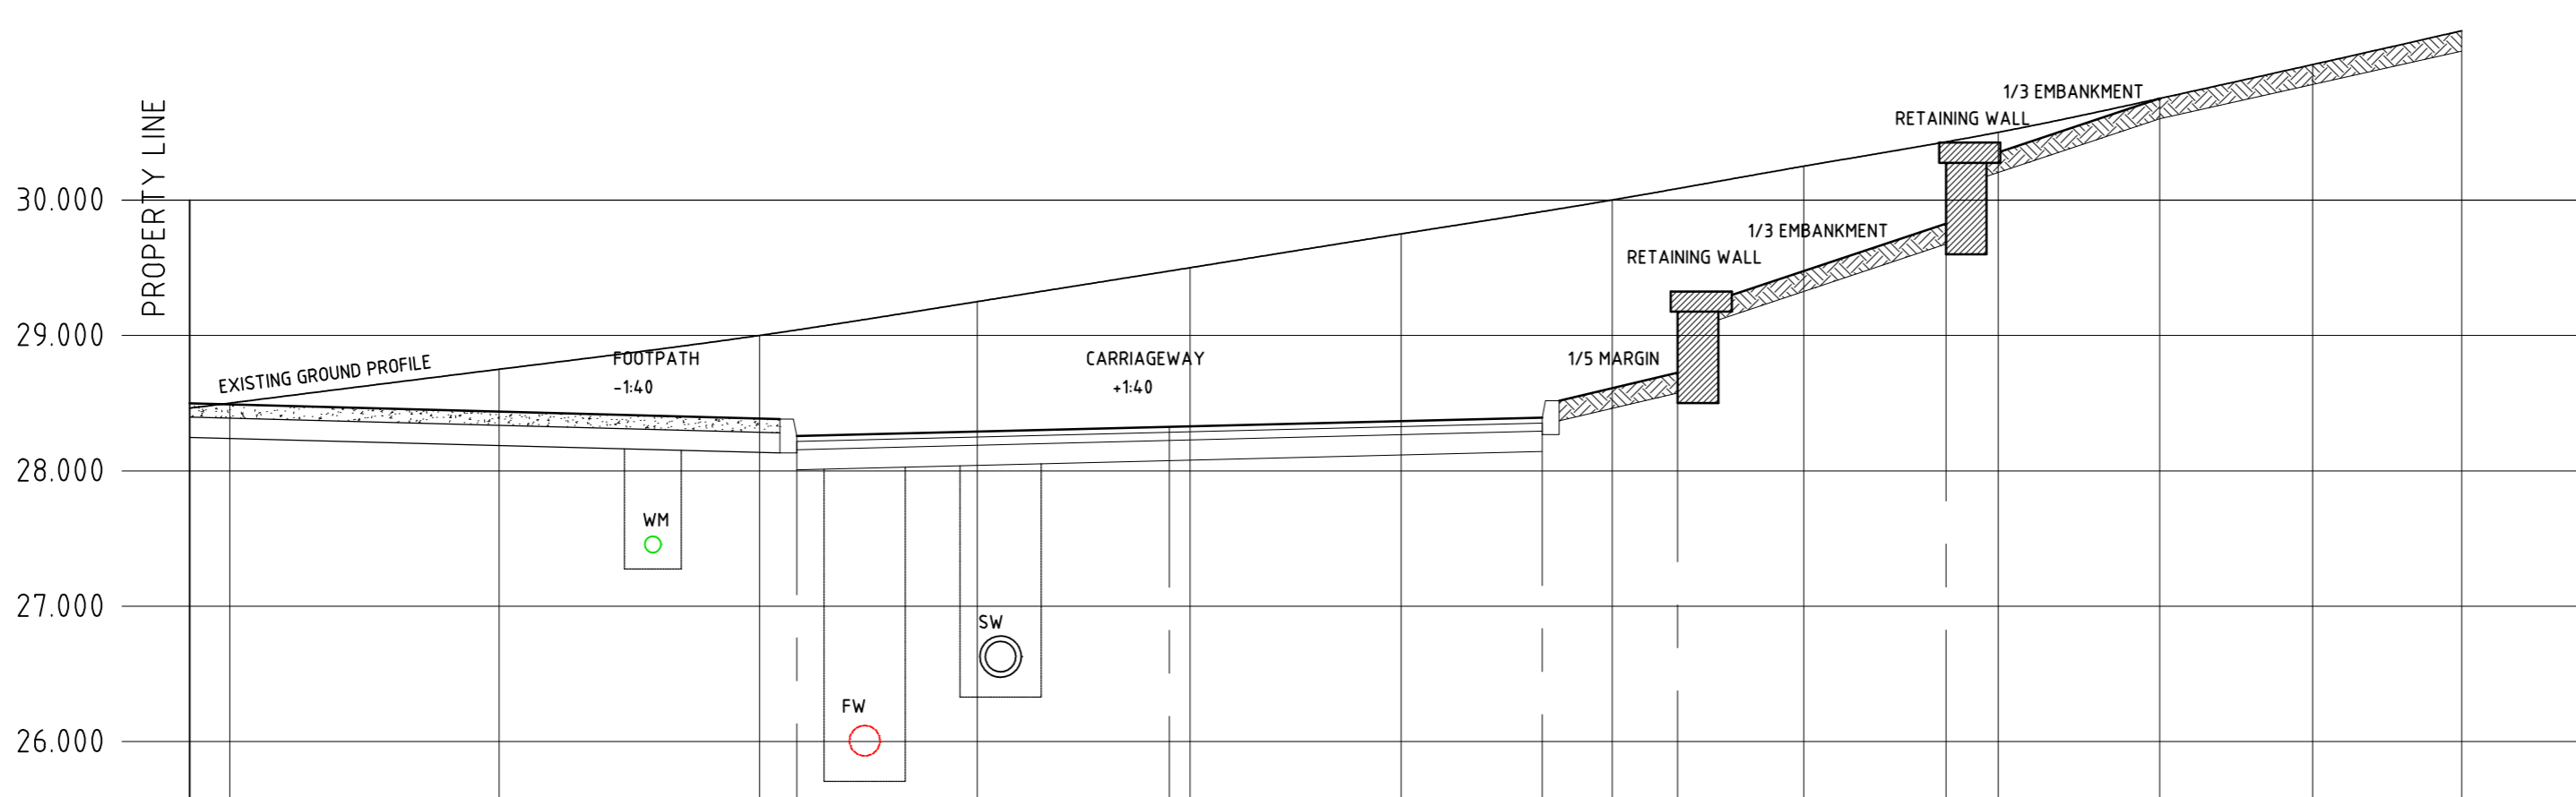 1/3 EMBANKMENT
RETAINING WALL
PROPERTY LINE
30.000
1/3 EMBANKMENT
RETAINING WALL
29.000
EXISTING GROUND PROFILE
FOOTPATH
-1:40
CARRIAGEWAY
+1:40
1/5 MARGIN
28.000
WM
27.000
SW
FW
26.000